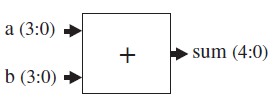 a (3:0)
+
sum (4:0)
b (3:0)